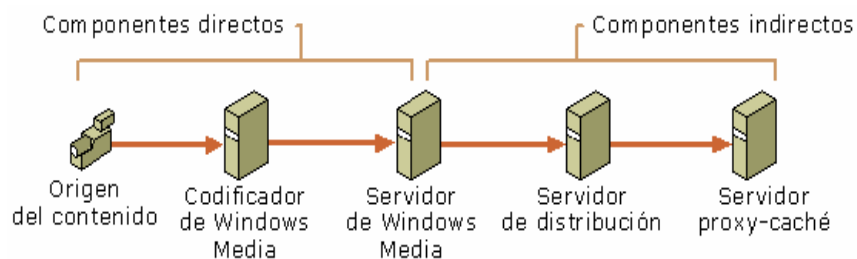 Componentes directos
Componentes indirectos
Origen
del contenido
Codificador
de Windows
Media
Servidor
de Windows
Media
Servidor
de distribución
Servidor
proxy-caché